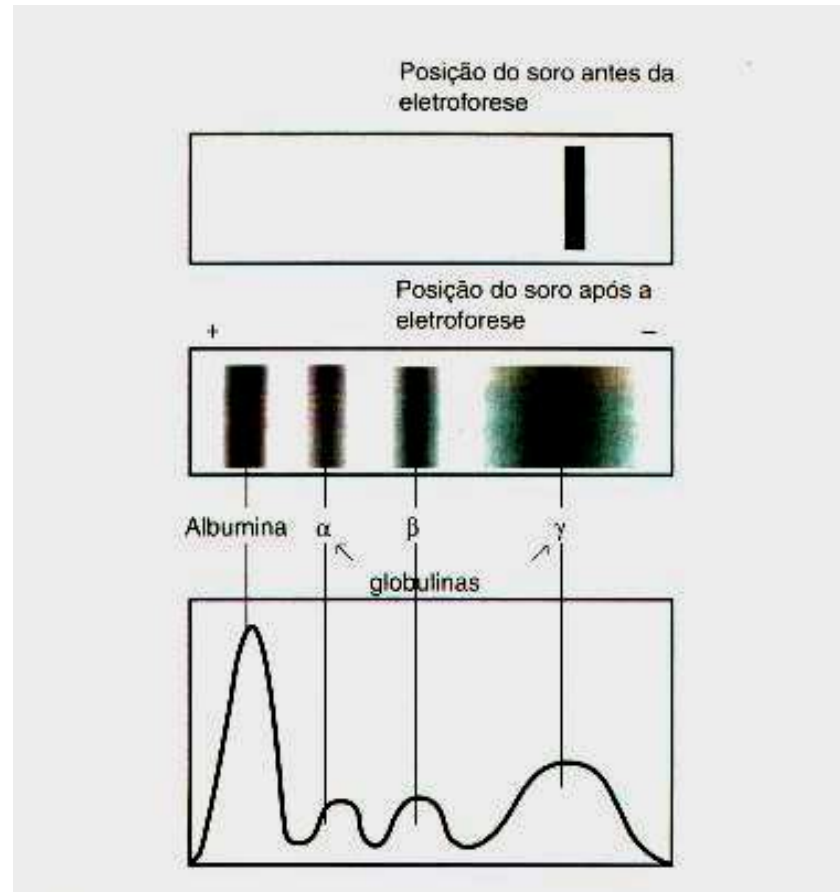 Posição do soro antes da
eletroforese
Posição do soro após a
eletroforese
+ –
Albumina α β γ
globulinas